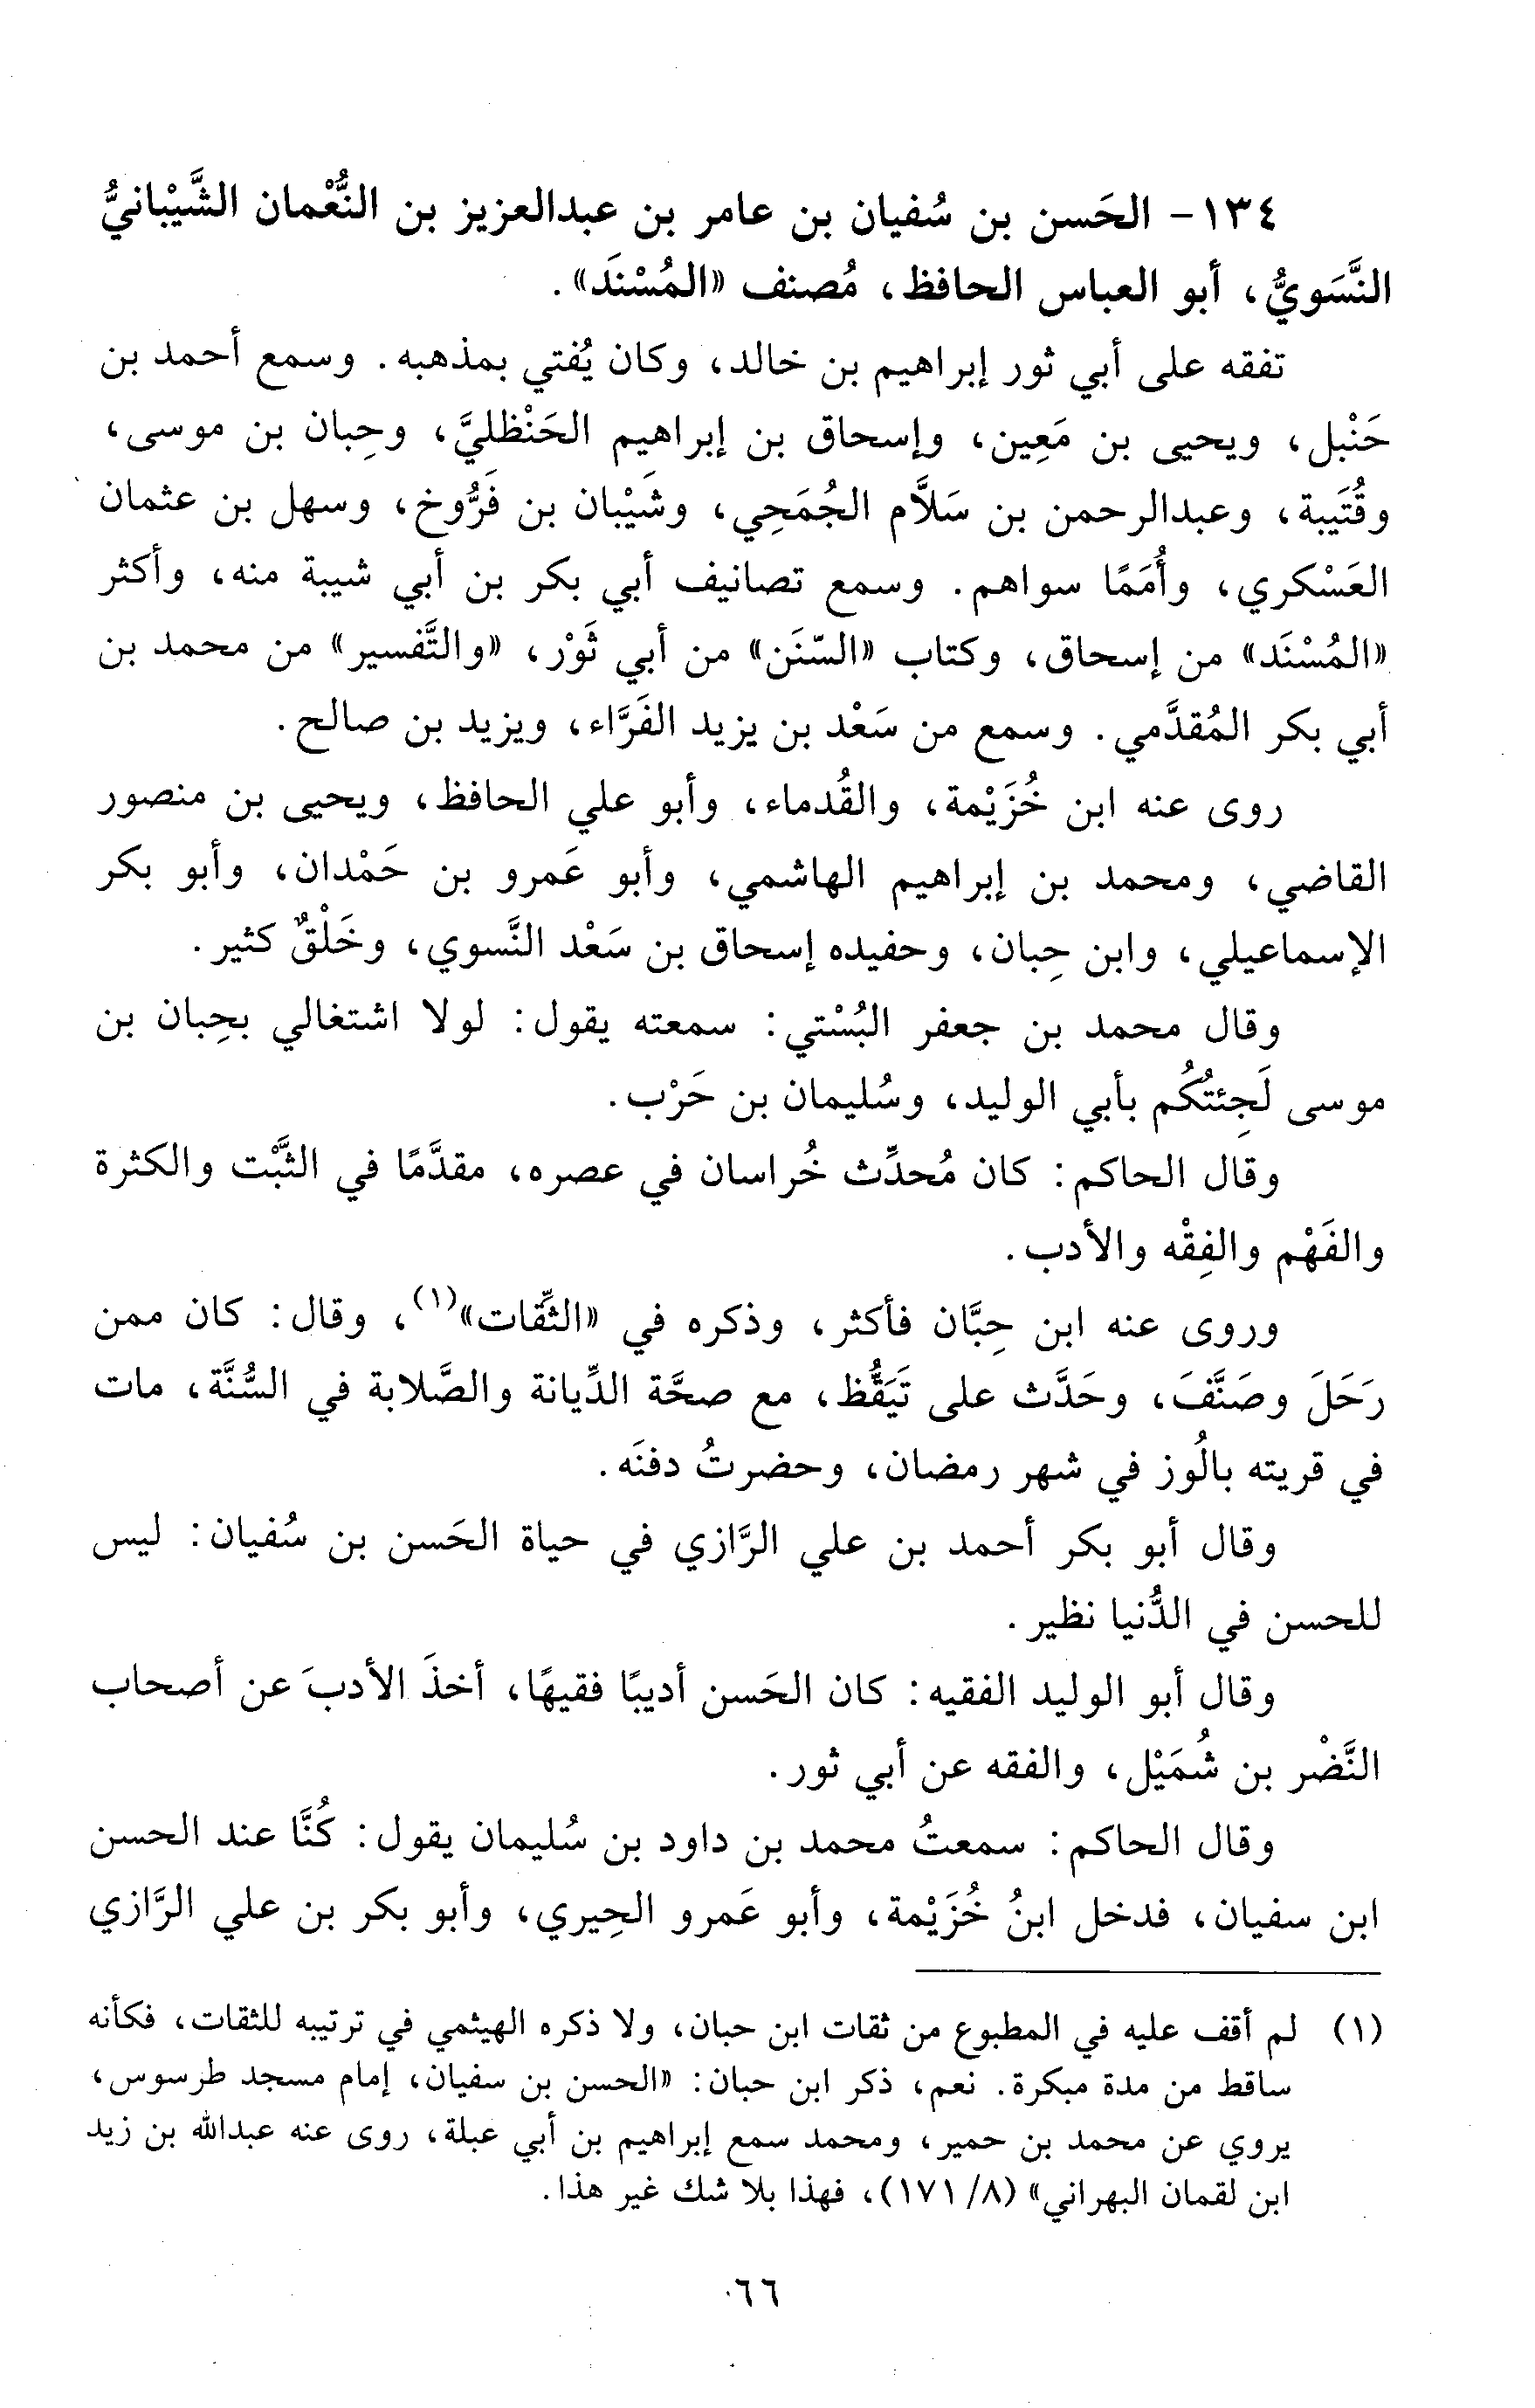 ١٣٤- الحَسن بن سُفيان بن عامر بن عبدالعزيز بن النُّعْمان الشَّيْبانيُّ
النَّسَويُّ، أبو العباس الحافظ، مُصنف «المُسْنَد».
تفقه على أبي ثور إبراهيم بن خالد، وكان يُفتي بمذهبه. وسمع أحمد بن
حَنْبل، ويحيى بن مَعِين، وإسحاق بن إبراهيم الحَنْظليَّ، وحِبان بن موسى،
وقُتَيبة، وعبدالرحمن بن سَلاَّم الجُمَحِي، وشَيْبان بن فَرُّوخ، وسهل بن عثمان
العَسْكري، وأُمَمًا سواهم. وسمع تصانيف أبي بكر بن أبي شيبة منه، وأكثر
«المُسْنَد» من إسحاق، وكتاب «السّنَن» من أبي ثَوْر، «والتَّفسير» من محمد بن
أبي بكر المُقدَّمي. وسمع من سَعْد بن يزيد الفَرَّاء، ويزيد بن صالح.
روى عنه ابن خُزَيْمة، والقُدماء، وأبو علي الحافظ، ويحيى بن منصور
القاضي، ومحمد بن إبراهيم الهاشمي، وأبو عَمرو بن حَمْدان، وأبو بكر
الإسماعيلي، وابن حِبان، وحفيده إسحاق بن سَعْد النَّسوي، وخَلْقٌ كثير.
وقال محمد بن جعفر البُسْتي: سمعته يقول: لولا اشتغالي بحِبان بن
موسى لَجِئتُكُم بأبي الوليد، وسُليمان بن حَرْب.
وقال الحاكم: كان مُحدِّث خُراسان في عصره، مقدَّمًا في الثَّبْت والكثرة
والفَهْم والفِقْه والأدب.
وروى عنه ابن حِبَّان فأكثر، وذكره في «الثِّقات»(١)، وقال: كان ممن
رَحَلَ وصَنَّفَ، وحَدَّث على تَيَقُّظ، مع صحَّة الدِّيانة والصَّلابة في السُّنَّة، مات
في قريته بالُوز في شهر رمضان، وحضرتُ دفنَه.
وقال أبو بكر أحمد بن علي الرَّازي في حياة الحَسن بن سُفيان: ليس
للحسن في الدُّنيا نظير.
وقال أبو الوليد الفقيه: كان الحَسن أديبًا فقيهًا، أخذَ الأدبَ عن أصحاب
النَّضْر بن شُمَيْل، والفقه عن أبي ثور.
وقال الحاكم: سمعتُ محمد بن داود بن سُليمان يقول: كُنَّا عند الحسن
ابن سفيان، فدخل ابنُ خُزَيْمة، وأبو عَمرو الحِيري، وأبو بكر بن علي الرَّازي
(١) لم أقف عليه في المطبوع من ثقات ابن حبان، ولا ذكره الهيثمي في ترتيبه للثقات، فكأنه
ساقط من مدة مبكرة. نعم، ذكر ابن حبان: «الحسن بن سفيان، إمام مسجد طرسوس،
يروي عن محمد بن حمير، ومحمد سمع إبراهيم بن أبي عبلة، روى عنه عبدالله بن زيد
ابن لقمان البهراني» (٨/ ١٧١)، فهذا بلا شك غير هذا.
٦٦